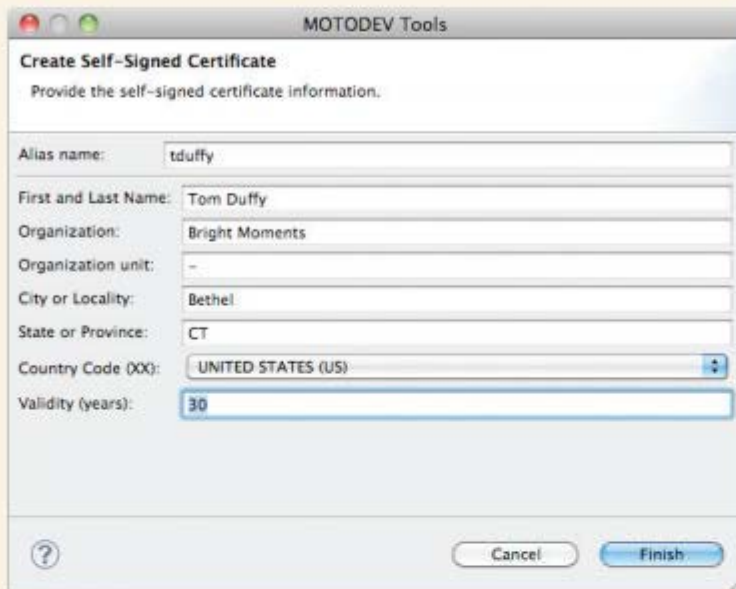 MOTODEV Tools
Create Self-Signed Certificate
Provide the self-signed certificate information.
Alias name: tduffy
First and Last Name: Tom Duffy
Organization: Bright Moments
Organization unit: -
City or Locality: Bethel
State or Province: CT
Country Code (XX): UNITED STATES (US)
Validity (years): 30
?
Cancel Finish